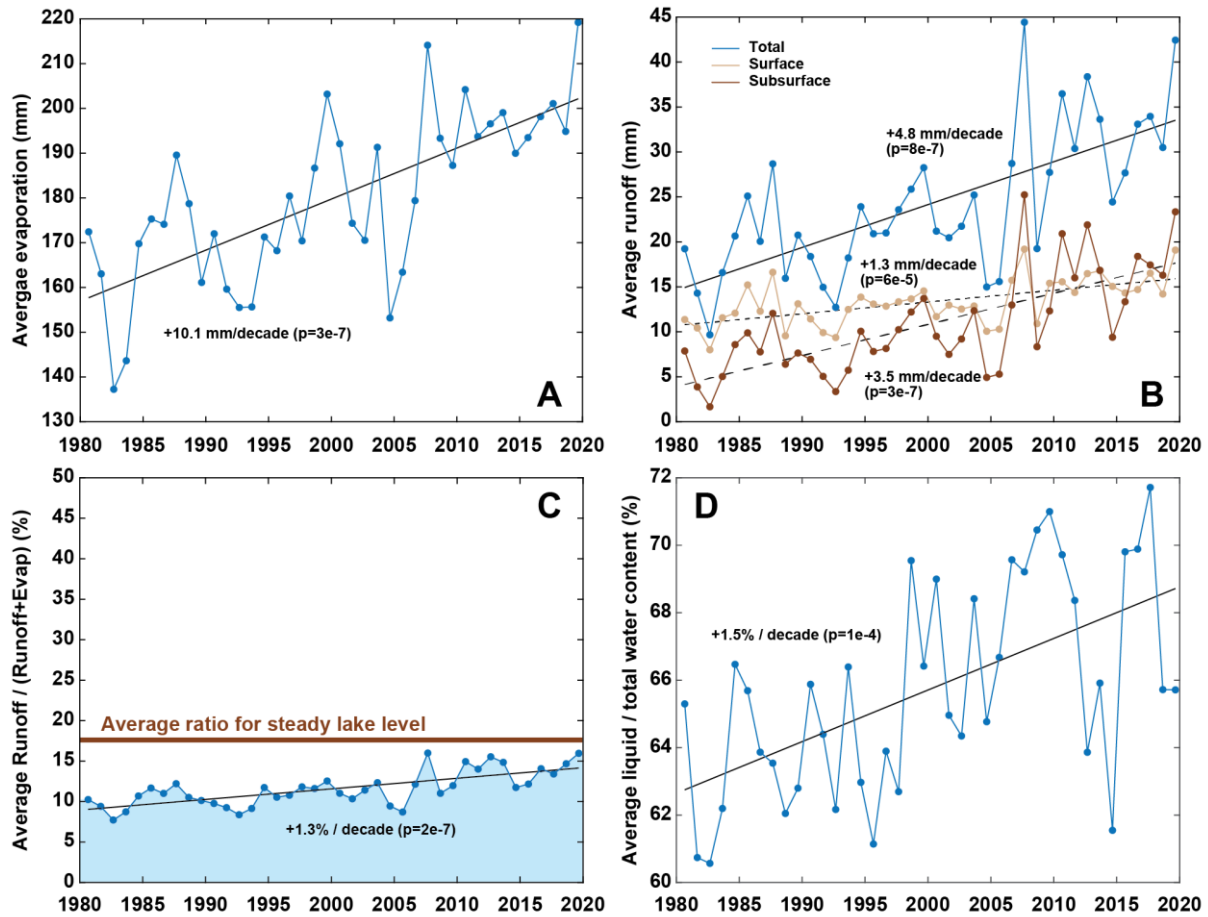 Avergae evaporation (mm)
220
210
200
190
180
170
160
150
140
130
+10.1 mm/decade (p=3e-7)
A
1980 1985 1990 1995 2000 2005 2010 2015 2020
Average runoff (mm)
45
40
35
30
25
20
15
10
5
0
Total
Surface
Subsurface
+4.8 mm/decade
(p=8e-7)
+1.3 mm/decade
(p=6e-5)
+3.5 mm/decade
(p=3e-7)
B
1980 1985 1990 1995 2000 2005 2010 2015 2020
Average Runoff / (Runoff+Evap) (%)
50
45
40
35
30
25
20
15
10
5
0
C
Average ratio for steady lake level
+1.3% / decade (p=2e-7)
1980 1985 1990 1995 2000 2005 2010 2015 2020
Average liquid / total water content (%)
72
70
68
66
64
62
60
D
+1.5% / decade (p=1e-4)
1980 1985 1990 1995 2000 2005 2010 2015 2020